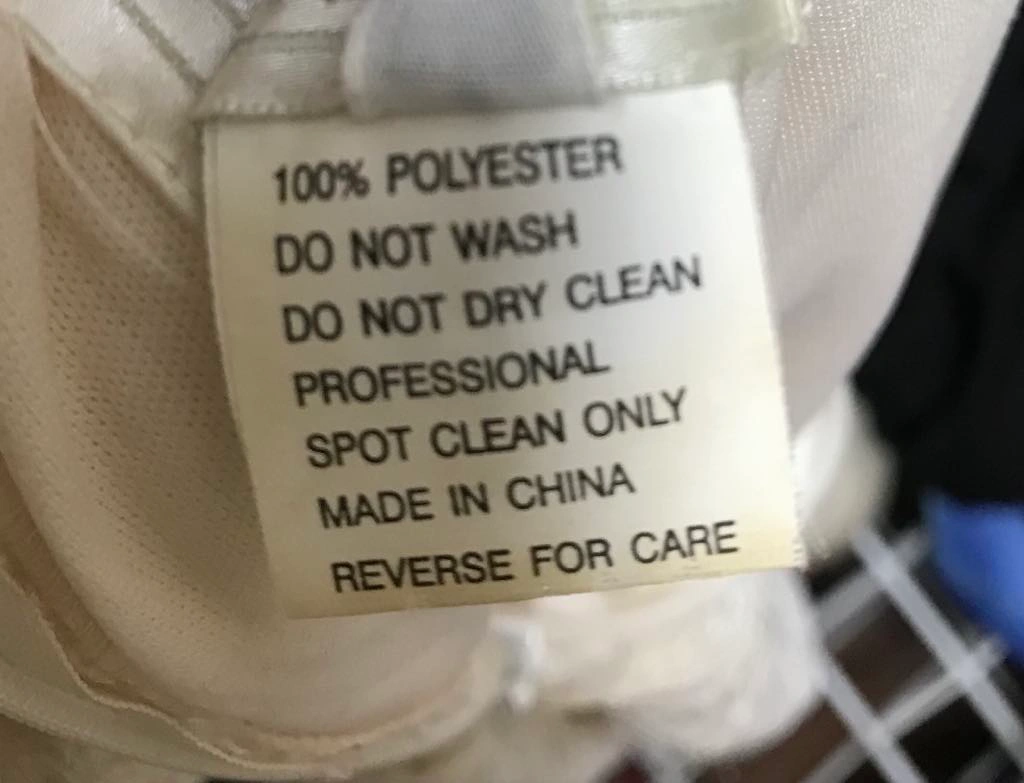 100% POLYESTER
DO NOT WASH
DO NOT DRY CLEAN
PROFESSIONAL
SPOT CLEAN ONLY
MADE IN CHINA
REVERSE FOR CARE